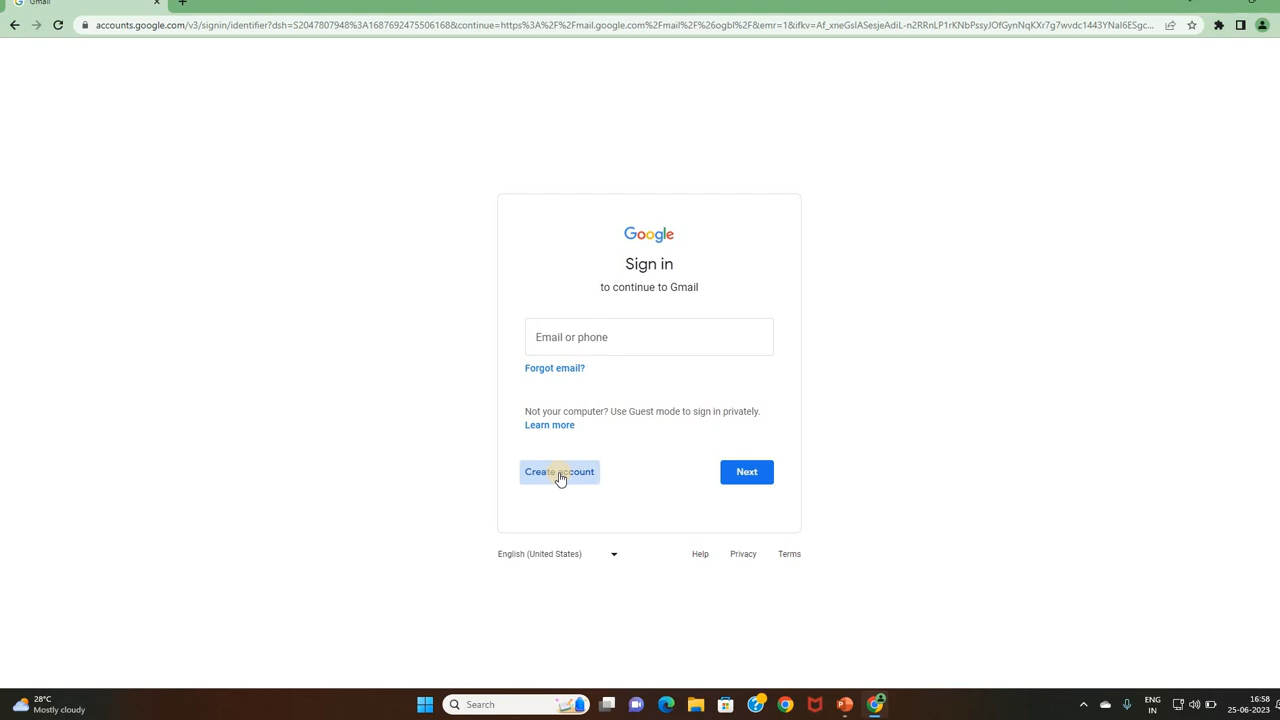 Gmail
accounts.google.com/v3/signin/identifier?dsh=S2047807948%3A1687692475506168&continue=https%3A%2F%2Fmail.google.com%2Fmail%2F%26ogbl%2F&emr=1&ifkv=Af_xneGsIASesjeAdiL-n2RRnLP1rKNbPssyJOfGynNqKXr7g7wvdc1443YNaI6ESgc...
Google
Sign in
to continue to Gmail
Email or phone
Forgot email?
Not your computer? Use Guest mode to sign in privately.
Learn more
Create account
Next
English (United States)
Help
Privacy
Terms
28°C
Mostly cloudy
Search
ENG
IN
16:58
25-06-2023